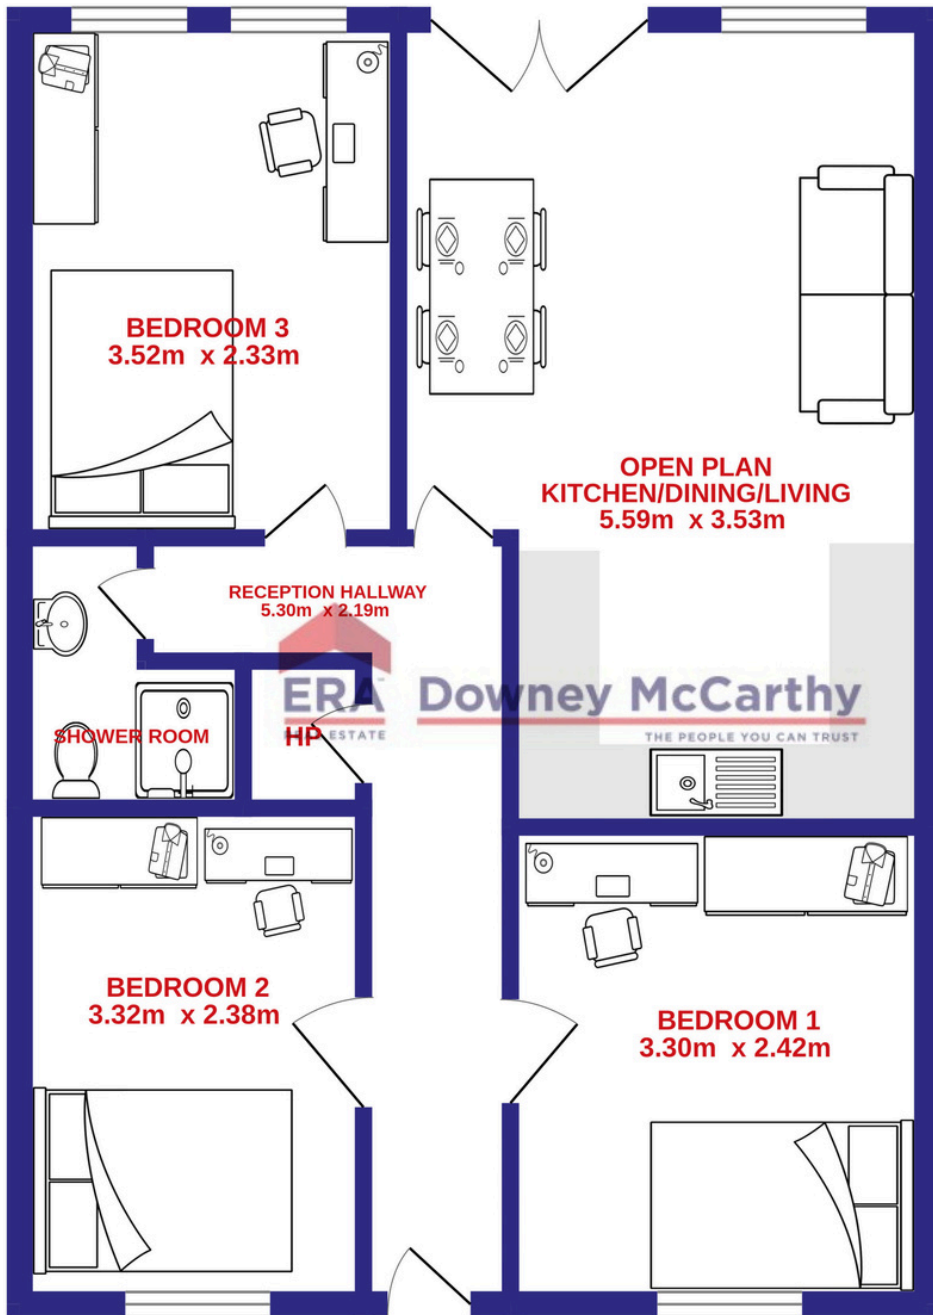 BEDROOM 3
3.52m x 2.33m
OPEN PLAN
KITCHEN/DINING/LIVING
5.59m x 3.53m
RECEPTION HALLWAY
5.30m x 2.19m
ERA Downey McCarthy
REAL ESTATE
THE PEOPLE YOU CAN TRUST
SHOWER ROOM
HP
BEDROOM 2
3.32m x 2.38m
BEDROOM 1
3.30m x 2.42m